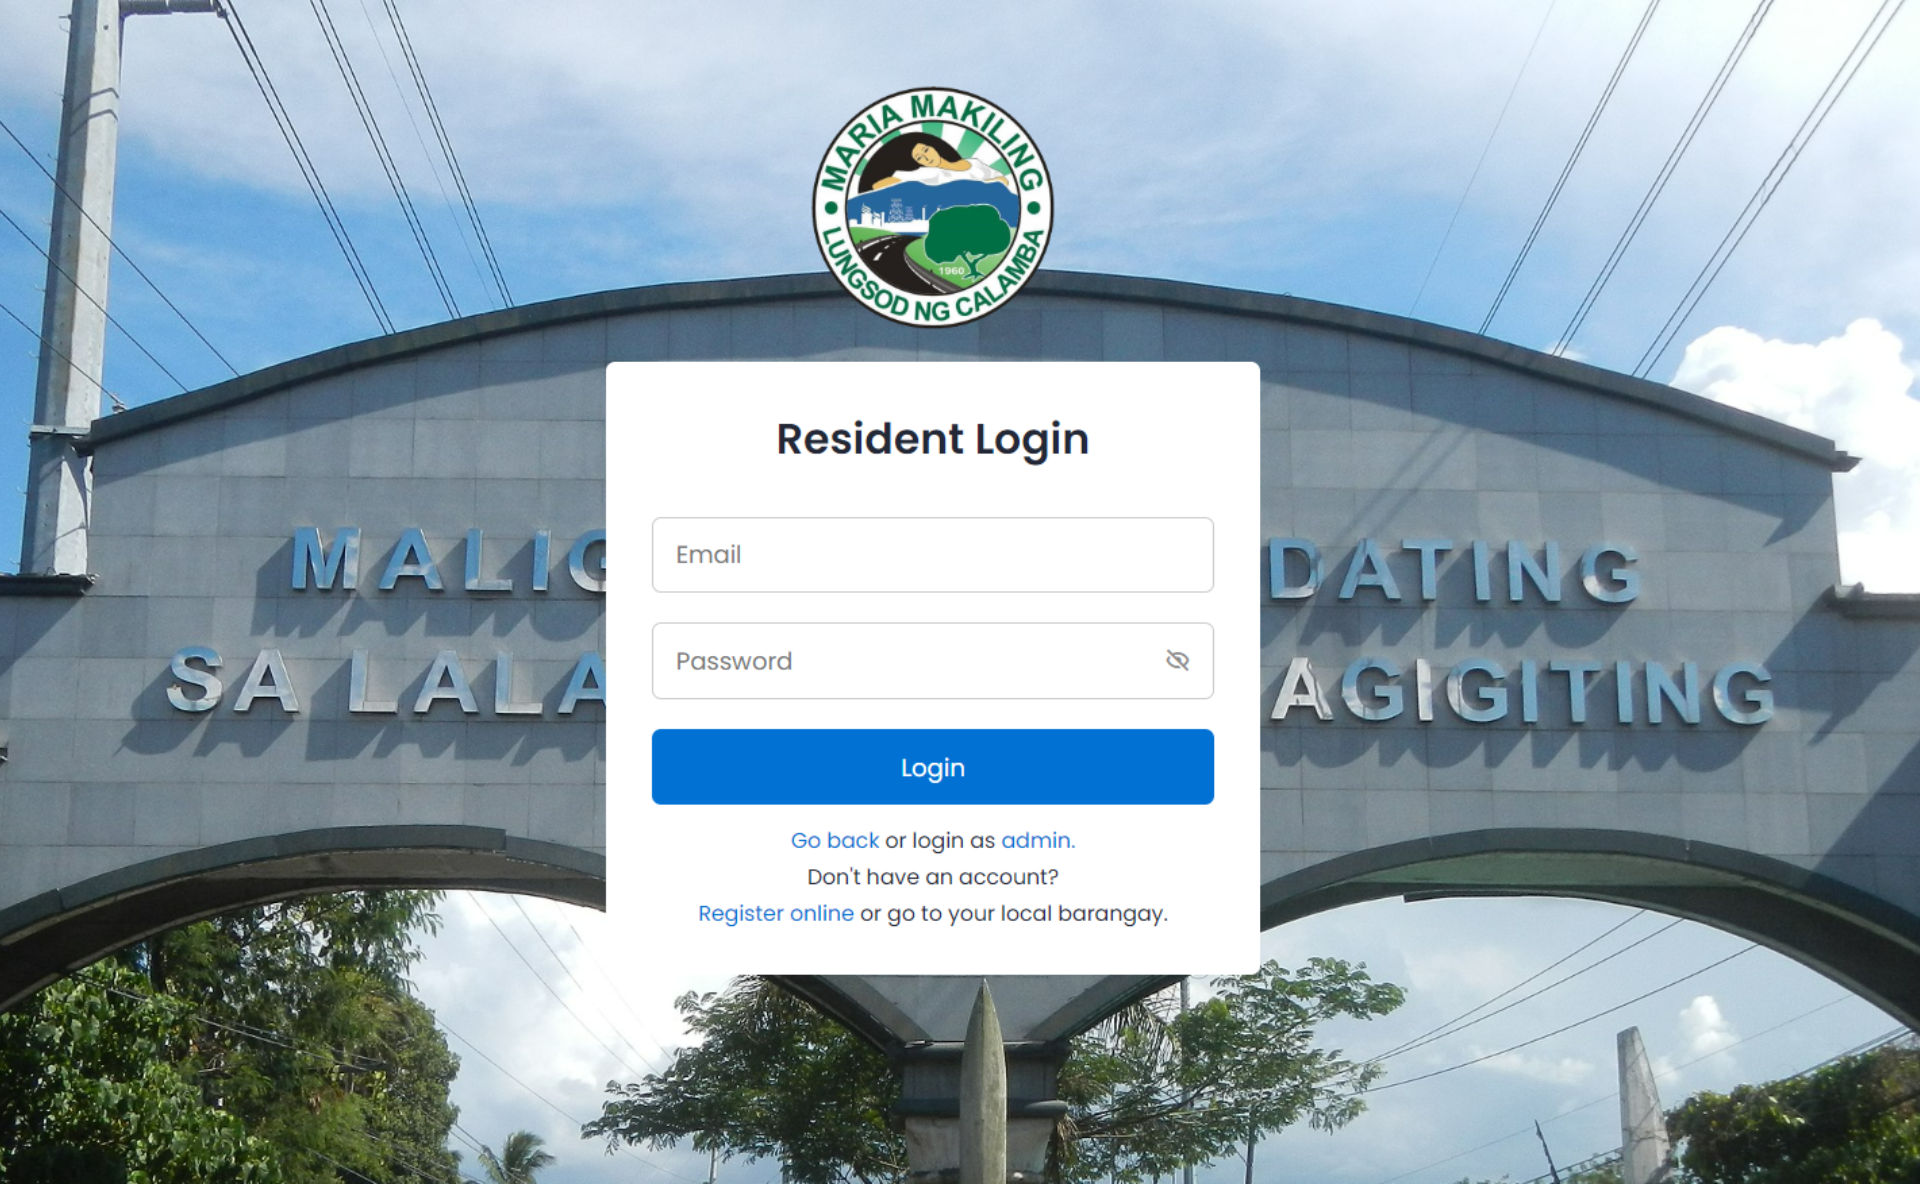 MARIA MAKILING
1960
LUNGSOD NG CALAMBA
Resident Login
Email
MALIG DATING
Password
SA LALA AGIGITING
Login
Go back or login as admin.
Don't have an account?
Register online or go to your local barangay.